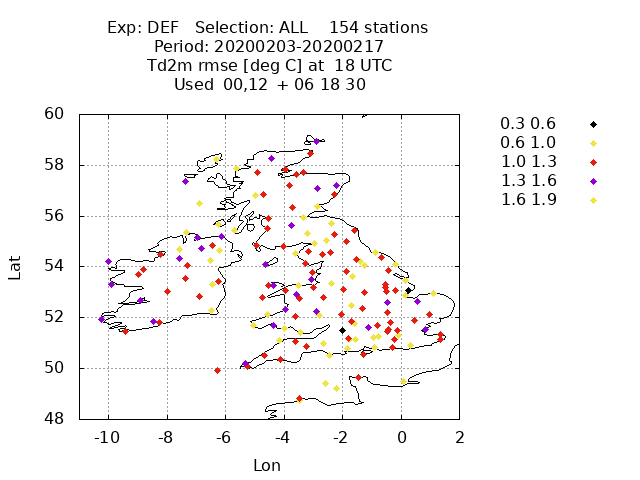 Exp: DEF Selection: ALL 154 stations
Period: 20200203-20200217
Td2m rmse [deg C] at 18 UTC
Used 00,12 + 06 18 30
0.3 0.6
0.6 1.0
1.0 1.3
1.3 1.6
1.6 1.9
60
58
56
54
52
50
48
Lat
-10 -8 -6 -4 -2 0 2
Lon